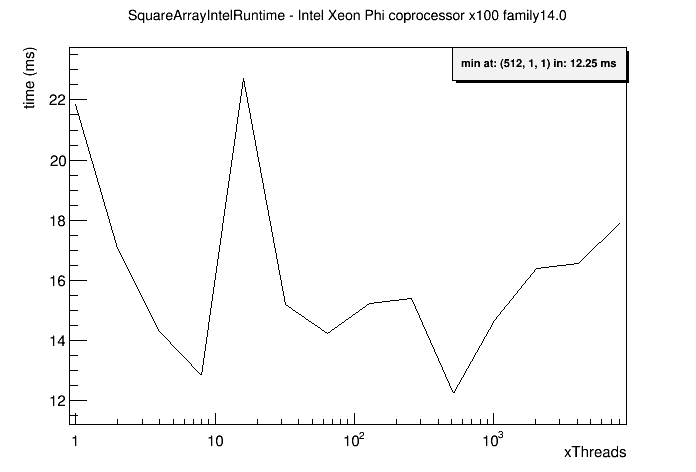 SquareArrayIntelRuntime - Intel Xeon Phi coprocessor x100 family14.0
time (ms)
min at: (512, 1, 1) in: 12.25 ms
22
20
18
16
14
12
1 10 10² 10³
xThreads